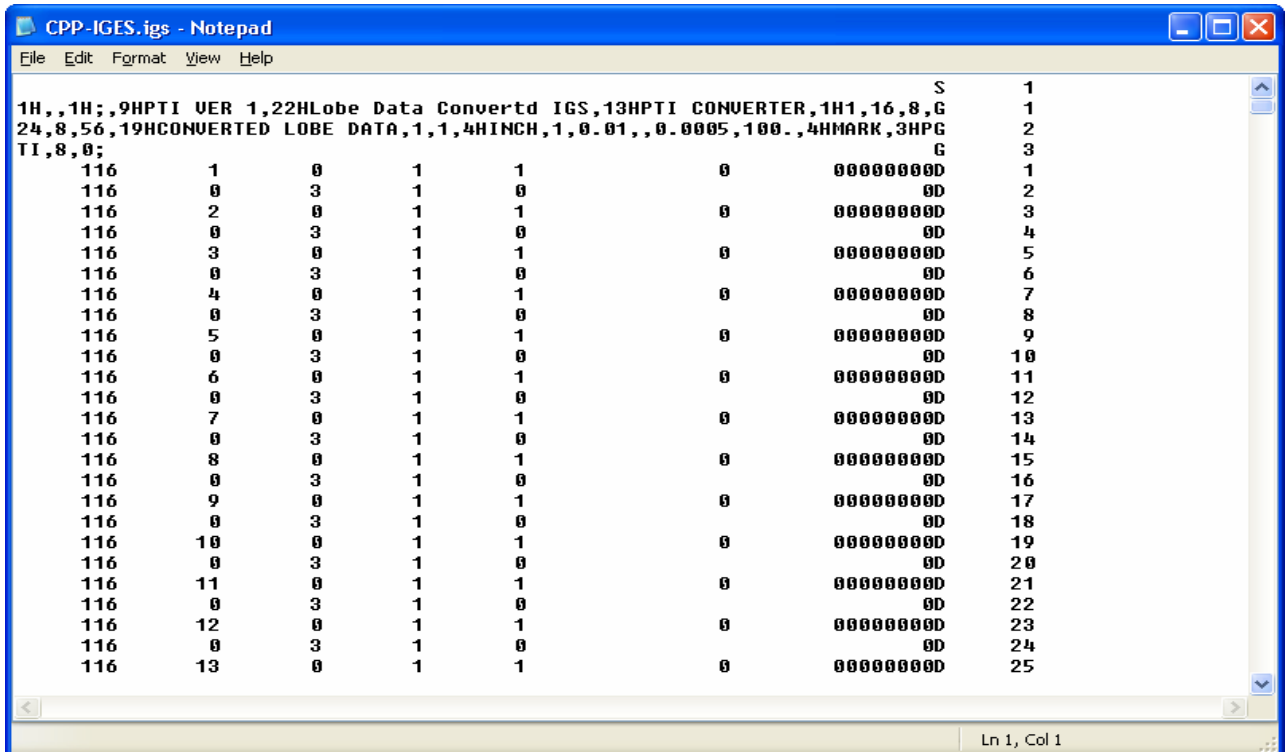 CPP-IGES.igs - Notepad
File Edit Format View Help
S 1
1H,,1H;,9HPTI VER 1,22HLobe Data Convertd IGS,13HPTI CONVERTER,1H1,16,8,G 1
24,8,56,19HCONVERTED LOBE DATA,1,1,4HINCH,1,0.01,,0.0005,100.,4HMARK,3HPG 2
TI,8,0; G 3
116 1 0 1 1 0 00000000D 1
116 0 3 1 0 0D 2
116 2 0 1 1 0 00000000D 3
116 0 3 1 0 0D 4
116 3 0 1 1 0 00000000D 5
116 0 3 1 0 0D 6
116 4 0 1 1 0 00000000D 7
116 0 3 1 0 0D 8
116 5 0 1 1 0 00000000D 9
116 0 3 1 0 0D 10
116 6 0 1 1 0 00000000D 11
116 0 3 1 0 0D 12
116 7 0 1 1 0 00000000D 13
116 0 3 1 0 0D 14
116 8 0 1 1 0 00000000D 15
116 0 3 1 0 0D 16
116 9 0 1 1 0 00000000D 17
116 0 3 1 0 0D 18
116 10 0 1 1 0 00000000D 19
116 0 3 1 0 0D 20
116 11 0 1 1 0 00000000D 21
116 0 3 1 0 0D 22
116 12 0 1 1 0 00000000D 23
116 0 3 1 0 0D 24
116 13 0 1 1 0 00000000D 25
Ln 1, Col 1